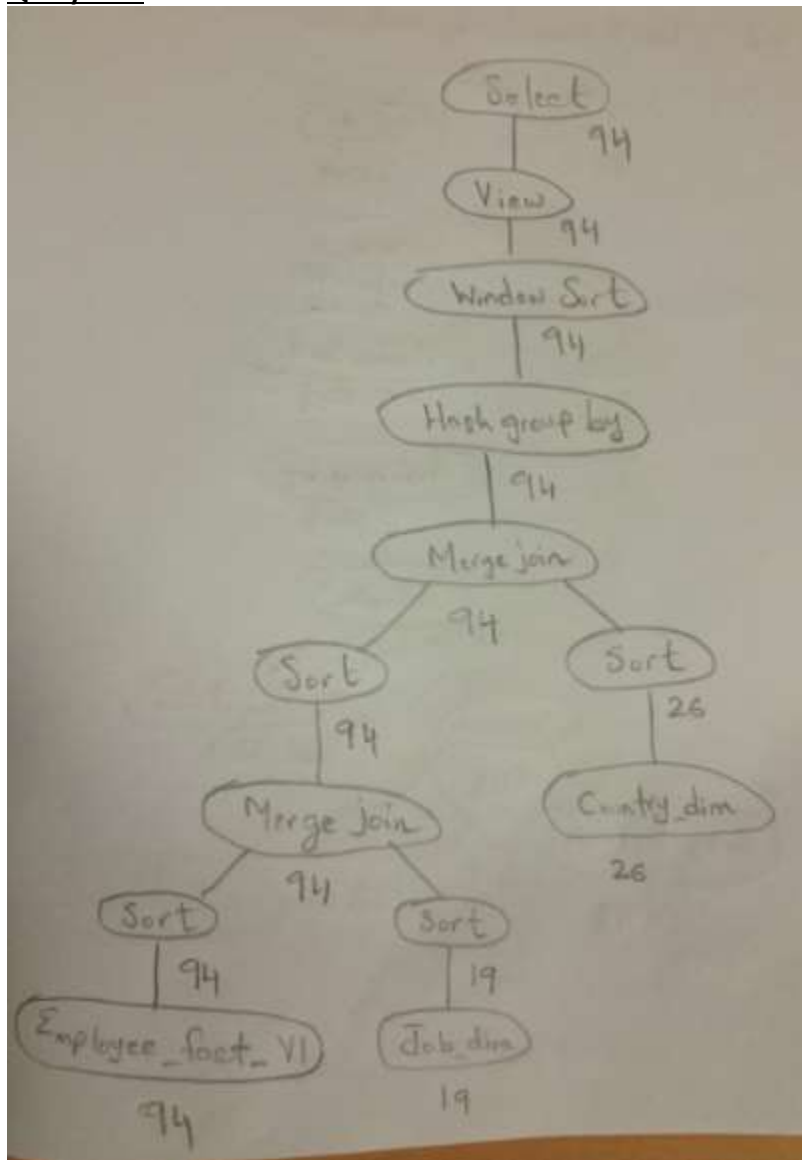 Select
94
View
94
Window Sort
94
Hash group by
94
Merge join
94
Sort Sort
94 26
Merge join Country_dim
94 26
Sort Sort
94 19
Employee_fact_V1 Job_dim
94 19